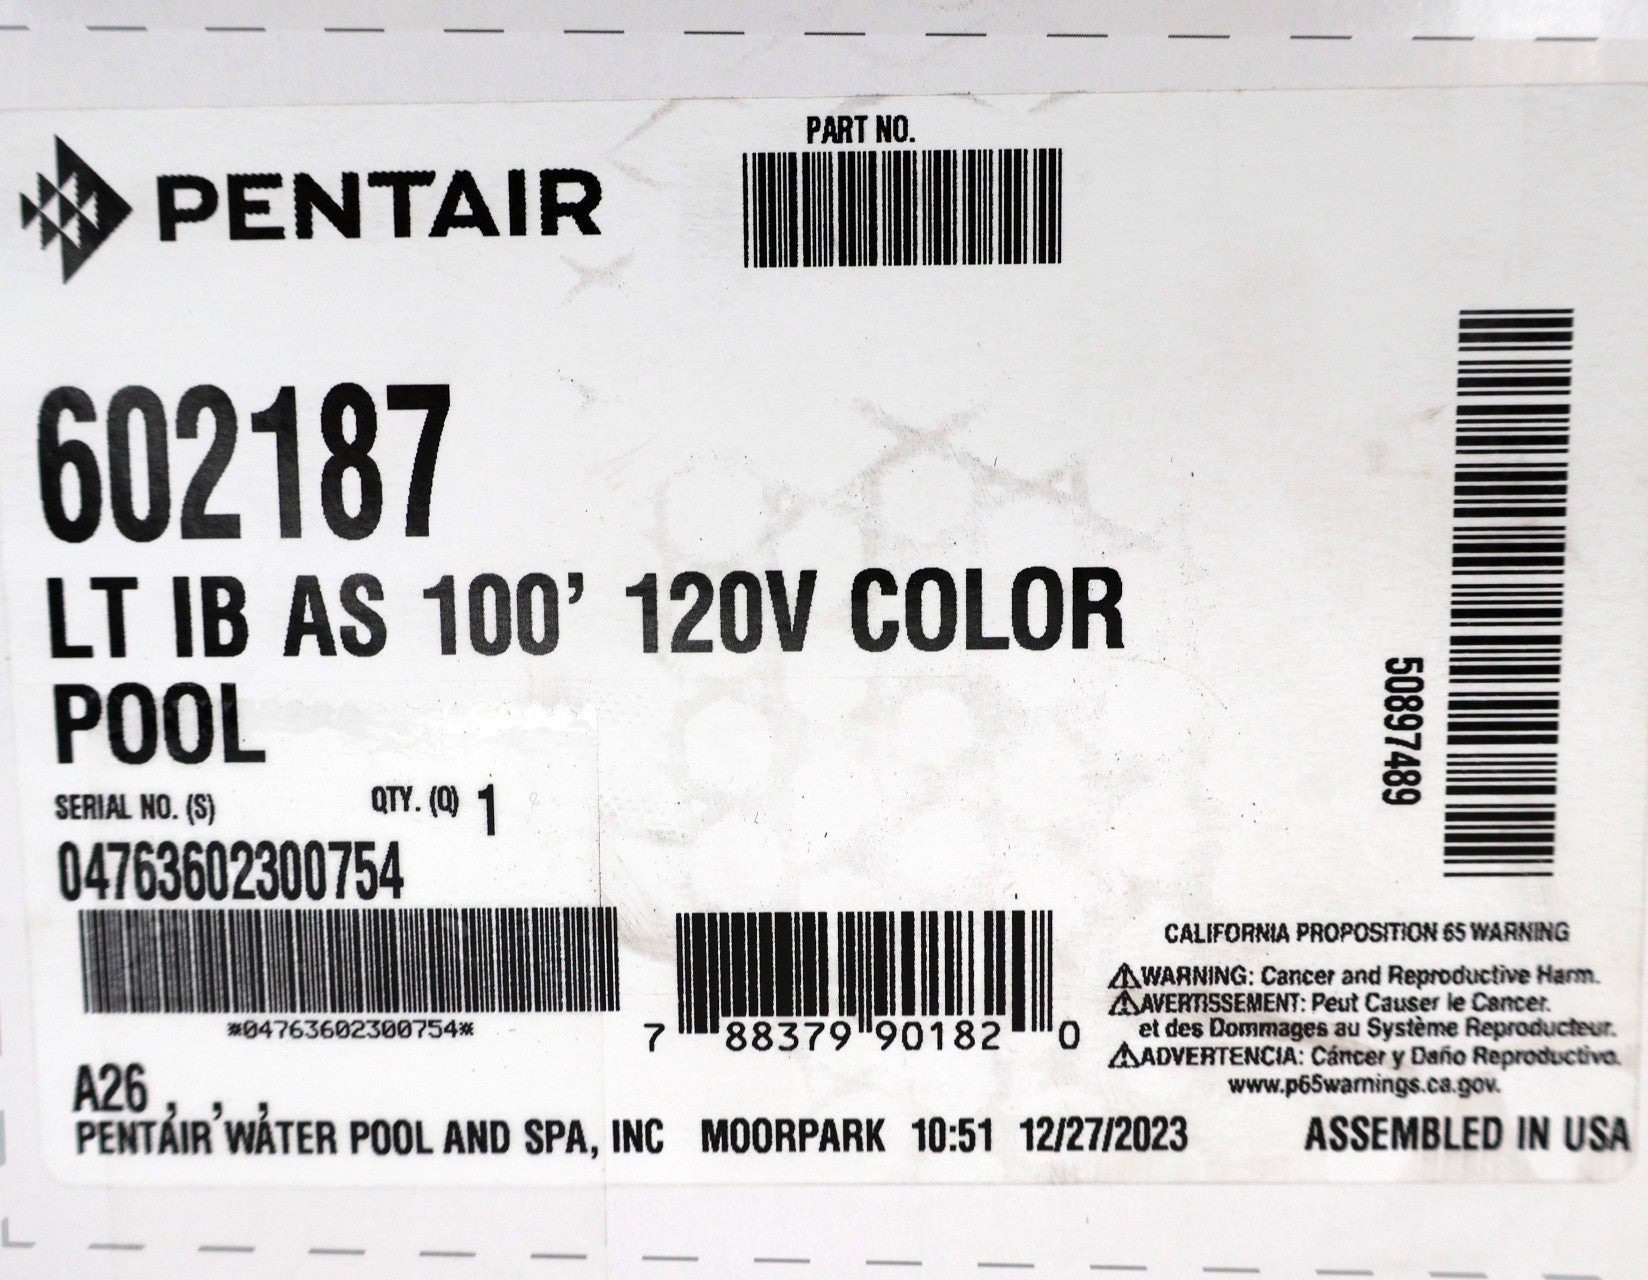 PENTAIR
PART NO.
602187
LT IB AS 100' 120V COLOR
POOL
50897489
SERIAL NO. (S) QTY. (Q) 1
04763602300754
*04763602300754*
7 88379 90182 0
CALIFORNIA PROPOSITION 65 WARNING
⚠WARNING: Cancer and Reproductive Harm.
⚠AVERTISSEMENT: Peut Causer le Cancer.
et des Dommages au Système Reproducteur.
⚠ADVERTENCIA: Cáncer y Daño Reproductivo.
www.p65warnings.ca.gov.
A26 , , ,
PENTAIR WATER POOL AND SPA, INC MOORPARK 10:51 12/27/2023 ASSEMBLED IN USA